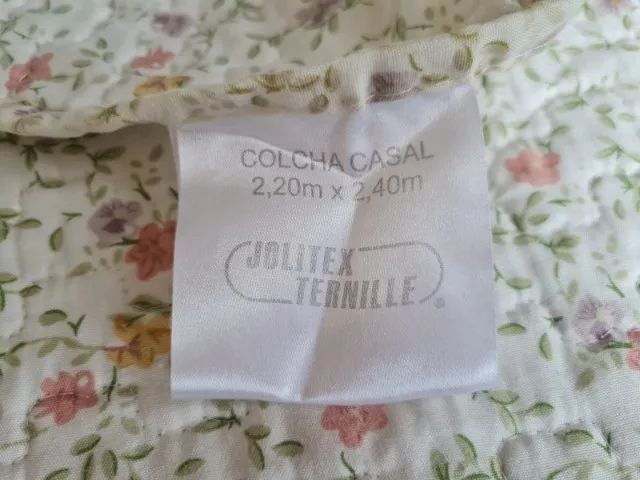 COLCHA CASAL
2,20m x 2,40m
JOLITEX
TERNILLE®